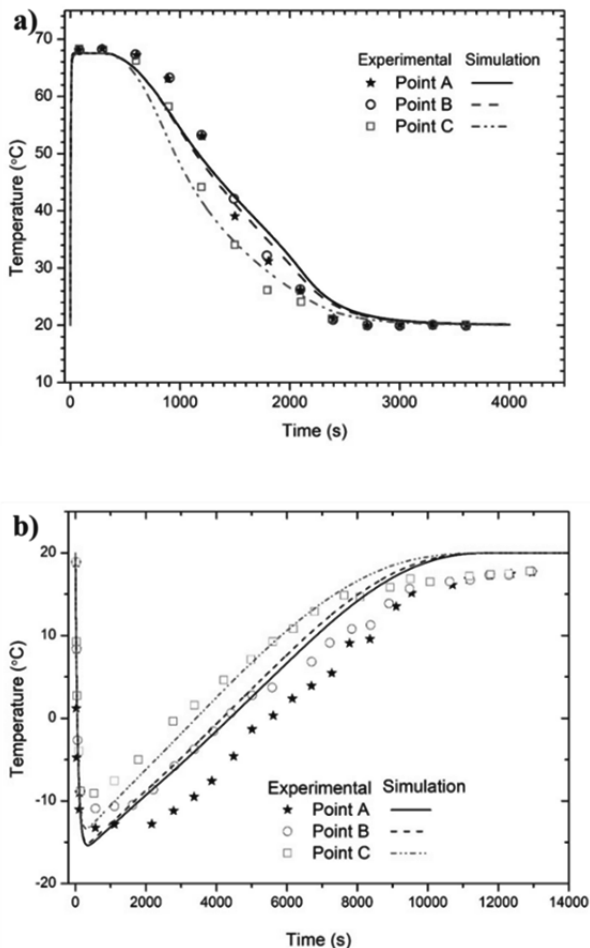 a)
70
60
50
40
30
20
10
Temperature (°C)
Experimental Simulation
Point A
Point B
Point C
0 1000 2000 3000 4000
Time (s)
b)
20
10
0
-10
-20
Temperature (°C)
Experimental Simulation
Point A
Point B
Point C
0 2000 4000 6000 8000 10000 12000 14000
Time (s)